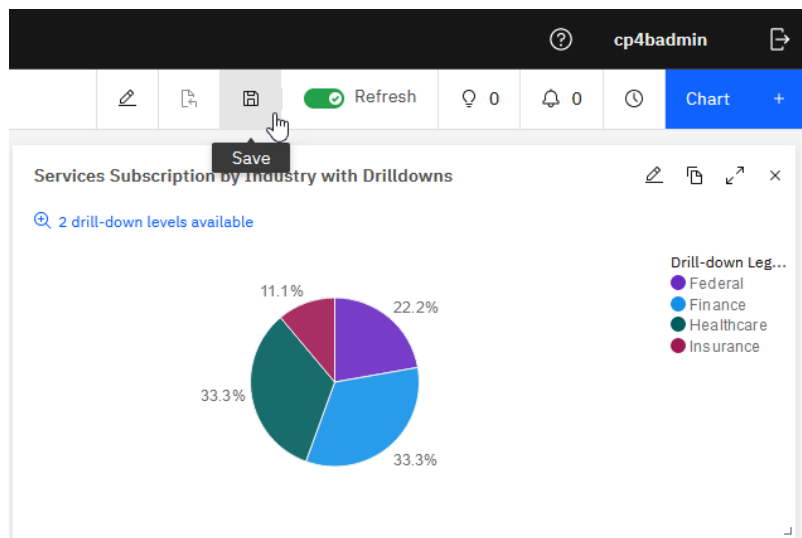 cp4badmin
Refresh
0
0
Chart +
Save
Services Subscription by Industry with Drilldowns
2 drill-down levels available
Drill-down Leg...
Federal
Finance
Healthcare
Insurance
11.1%
22.2%
33.3%
33.3%